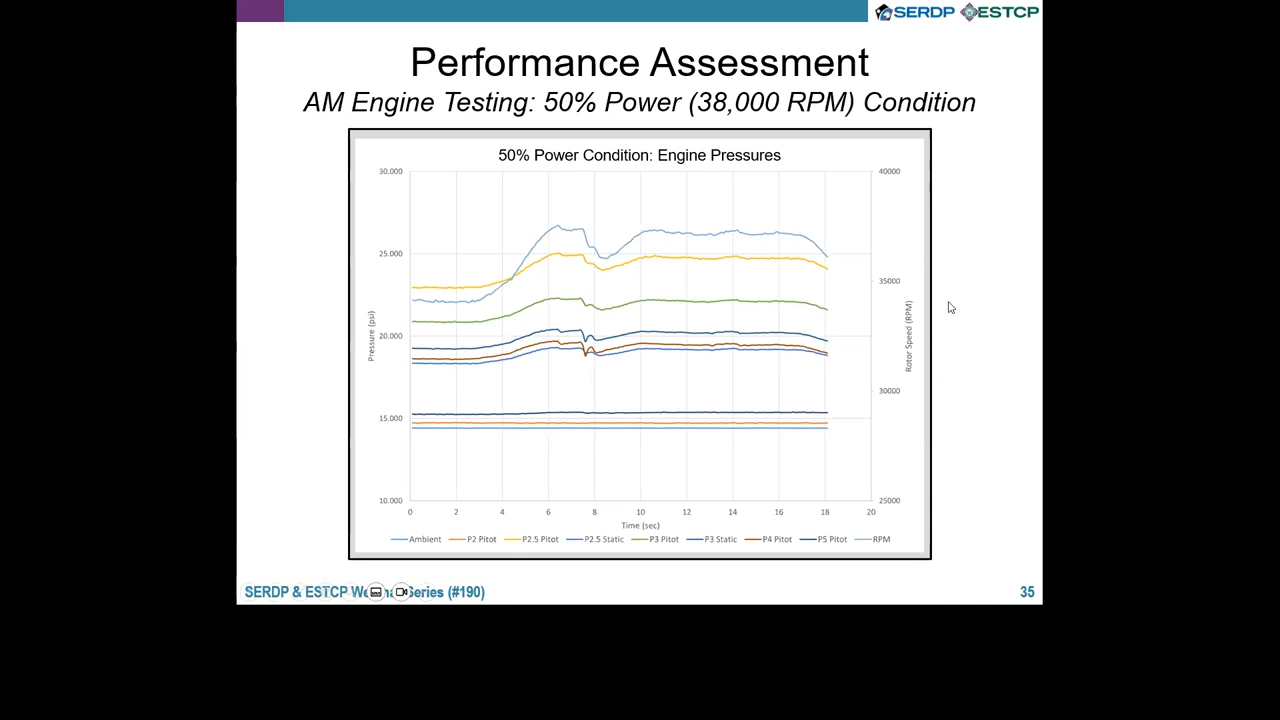 SERDP ESTCP
Performance Assessment
AM Engine Testing: 50% Power (38,000 RPM) Condition
50% Power Condition: Engine Pressures
30.000
25.000
20.000
15.000
10.000
Pressure (psi)
40000
35000
30000
25000
Rotor Speed (RPM)
0 2 4 6 8 10 12 14 16 18 20
Time (sec)
Ambient P2 Pitot P2.5 Pitot P2.5 Static P3 Pitot P3 Static P4 Pitot P5 Pitot RPM
SERDP & ESTCP Series (#190)
35